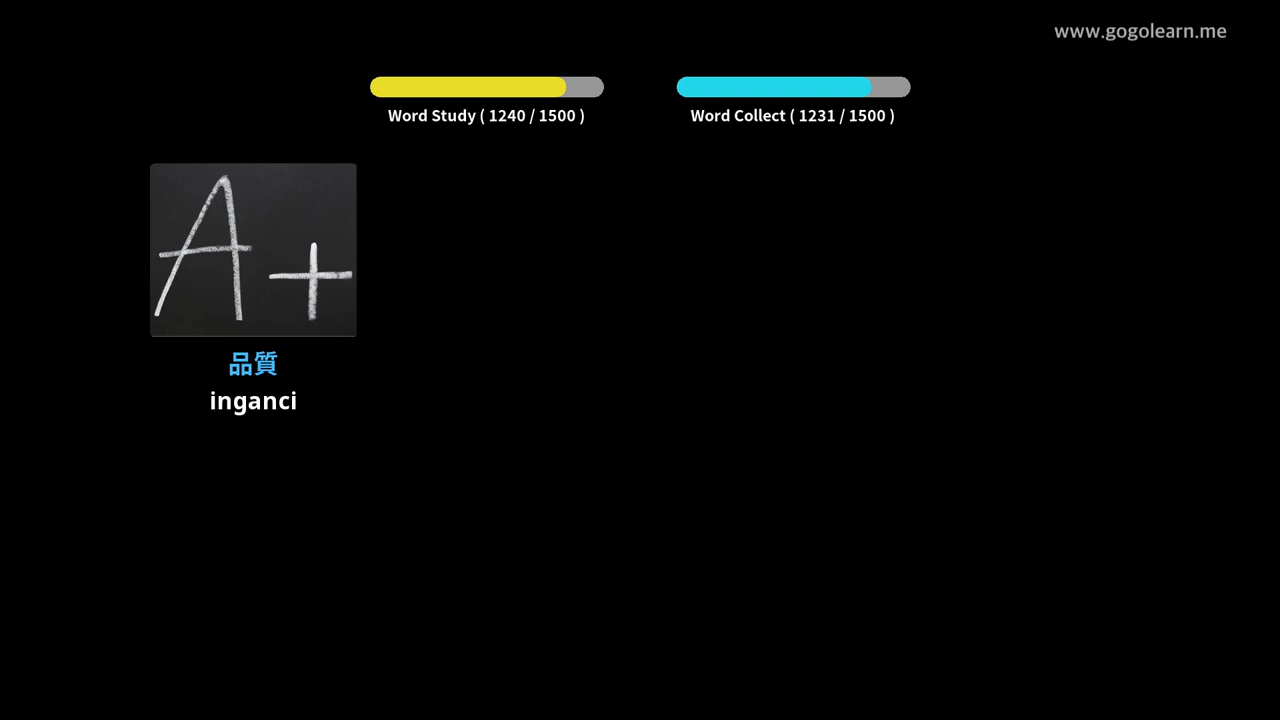 www.gogolearn.me
Word Study ( 1240 / 1500 )
Word Collect ( 1231 / 1500 )
A+
品質
inganci